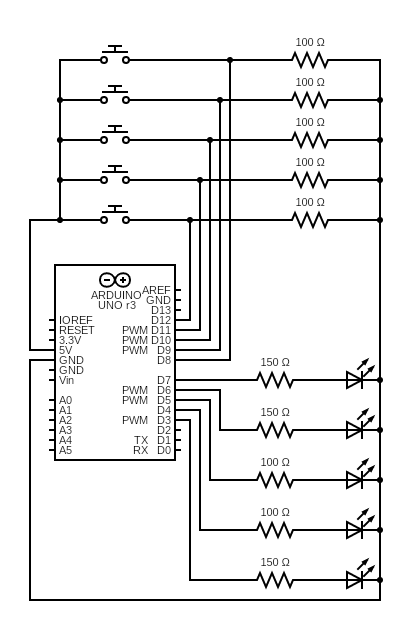 100 Ω
100 Ω
100 Ω
100 Ω
100 Ω
ARDUINO
UNO r3
AREF
GND
D13
IOREF D12
RESET PWM D11
3.3V PWM D10
5V PWM D9
GND D8
GND
Vin D7
PWM D6
A0 PWM D5
A1 D4
A2 PWM D3
A3 D2
A4 TX D1
A5 RX D0
150 Ω
150 Ω
100 Ω
100 Ω
150 Ω